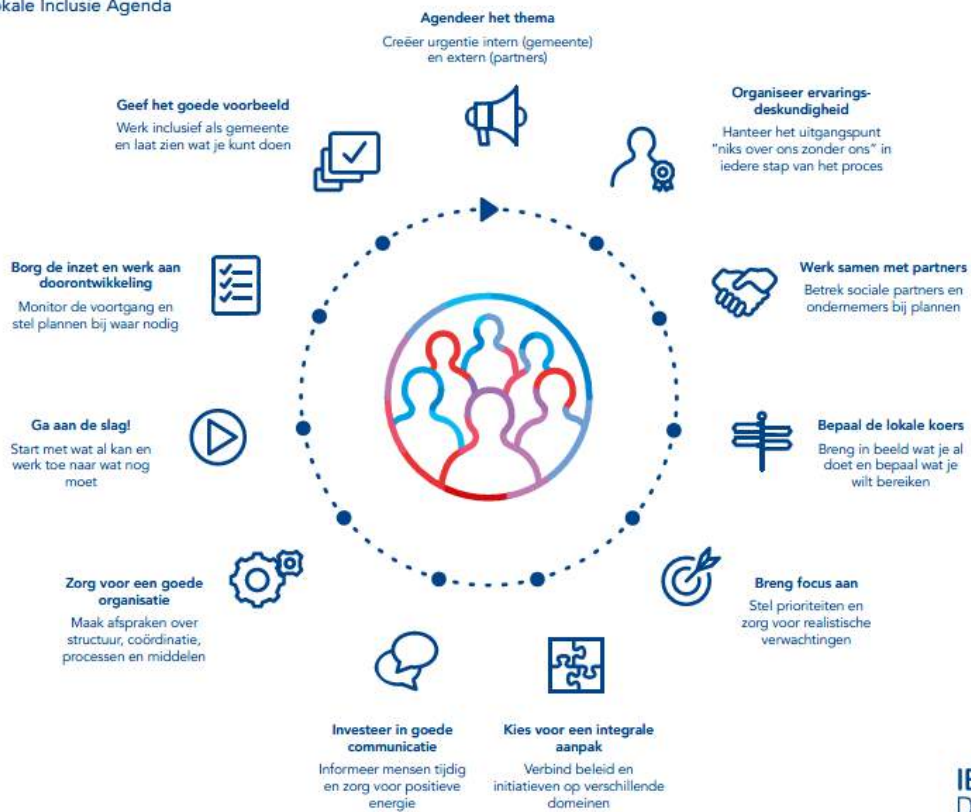 okale Inclusie Agenda
Agendeer het thema
Creëer urgentie intern (gemeente)
en extern (partners)
Organiseer ervarings-
deskundigheid
Hanteer het uitgangspunt
"niks over ons zonder ons" in
iedere stap van het proces
Werk samen met partners
Betrek sociale partners en
ondernemers bij plannen
Bepaal de lokale koers
Breng in beeld wat je al
doet en bepaal wat je
wilt bereiken
Breng focus aan
Stel prioriteiten en
zorg voor realistische
verwachtingen
Kies voor een integrale
aanpak
Verbind beleid en
initiatieven op verschillende
domeinen
Investeer in goede
communicatie
Informeer mensen tijdig
en zorg voor positieve
energie
Zorg voor een goede
organisatie
Maak afspraken over
structuur, coördinatie,
processen en middelen
Ga aan de slag!
Start met wat al kan en
werk toe naar wat nog
moet
Borg de inzet en werk aan
doorontwikkeling
Monitor de voortgang en
stel plannen bij waar nodig
Geef het goede voorbeeld
Werk inclusief als gemeente
en laat zien wat je kunt doen